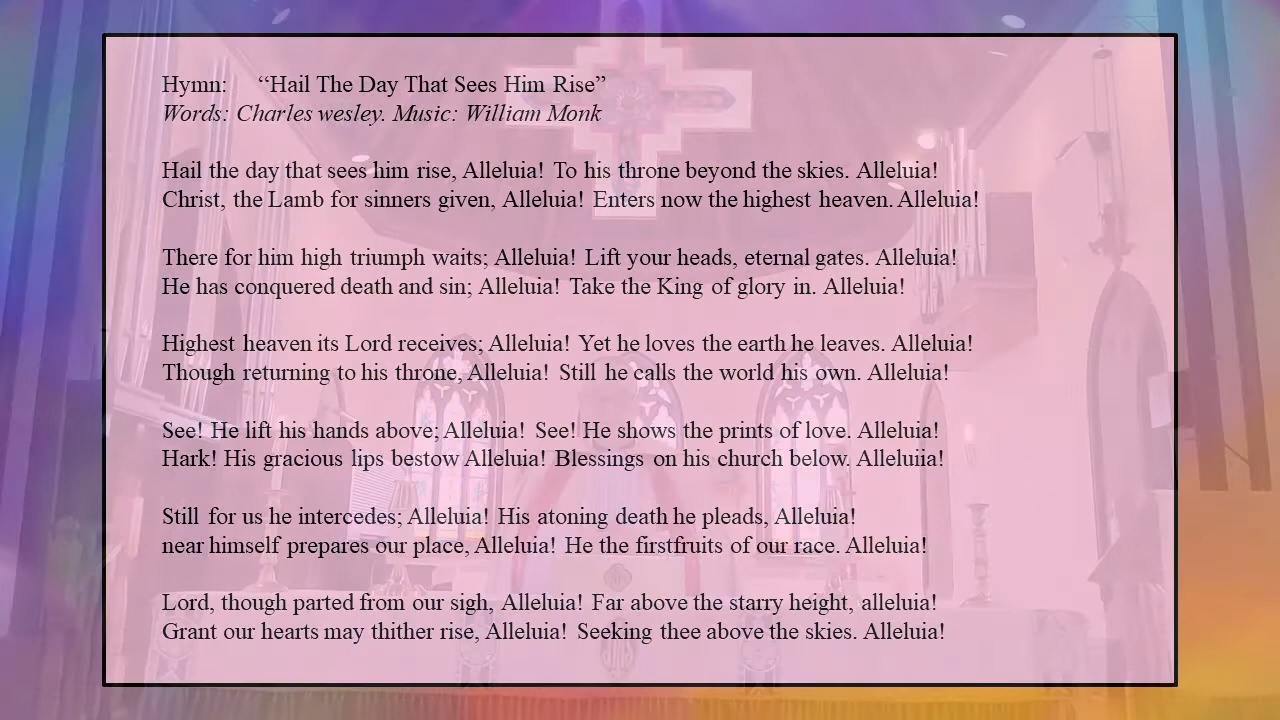 Hymn: “Hail The Day That Sees Him Rise”
Words: Charles wesley. Music: William Monk
Hail the day that sees him rise, Alleluia! To his throne beyond the skies. Alleluia!
Christ, the Lamb for sinners given, Alleluia! Enters now the highest heaven. Alleluia!
There for him high triumph waits; Alleluia! Lift your heads, eternal gates. Alleluia!
He has conquered death and sin; Alleluia! Take the King of glory in. Alleluia!
Highest heaven its Lord receives; Alleluia! Yet he loves the earth he leaves. Alleluia!
Though returning to his throne, Alleluia! Still he calls the world his own. Alleluia!
See! He lift his hands above; Alleluia! See! He shows the prints of love. Alleluia!
Hark! His gracious lips bestow Alleluia! Blessings on his church below. Alleluiia!
Still for us he intercedes; Alleluia! His atoning death he pleads, Alleluia!
near himself prepares our place, Alleluia! He the firstfruits of our race. Alleluia!
Lord, though parted from our sigh, Alleluia! Far above the starry height, alleluia!
Grant our hearts may thither rise, Alleluia! Seeking thee above the skies. Alleluia!